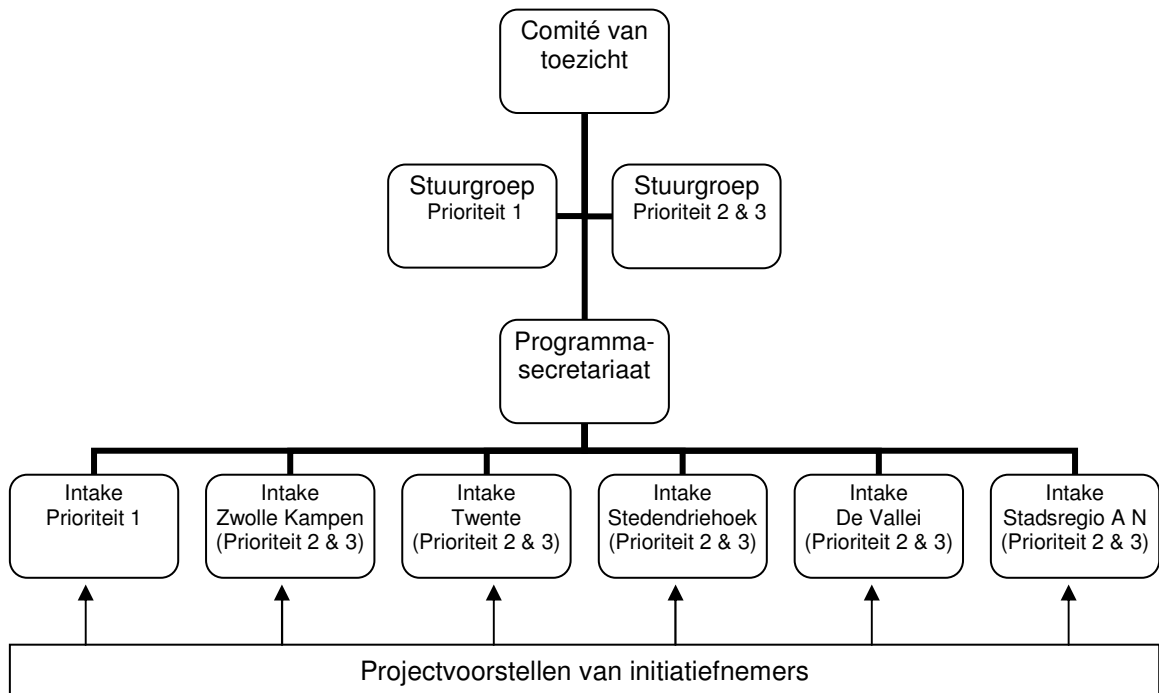 Comité van
toezicht
Stuurgroep
Prioriteit 1
Stuurgroep
Prioriteit 2 & 3
Programma-
secretariaat
Intake
Prioriteit 1
Intake
Zwolle Kampen
(Prioriteit 2 & 3)
Intake
Twente
(Prioriteit 2 & 3)
Intake
Stedendriehoek
(Prioriteit 2 & 3)
Intake
De Vallei
(Prioriteit 2 & 3)
Intake
Stadsregio A N
(Prioriteit 2 & 3)
Projectvoorstellen van initiatiefnemers